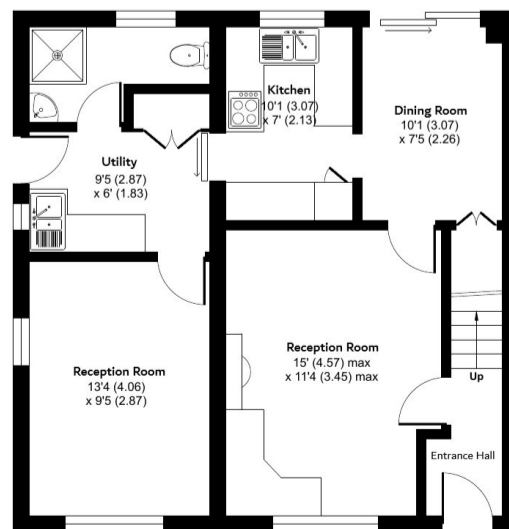 Kitchen
10'1 (3.07)
x 7' (2.13)
Dining Room
10'1 (3.07)
x 7'5 (2.26)
Utility
9'5 (2.87)
x 6' (1.83)
Reception Room
13'4 (4.06)
x 9'5 (2.87)
Reception Room
15' (4.57) max
x 11'4 (3.45) max
Up
Entrance Hall